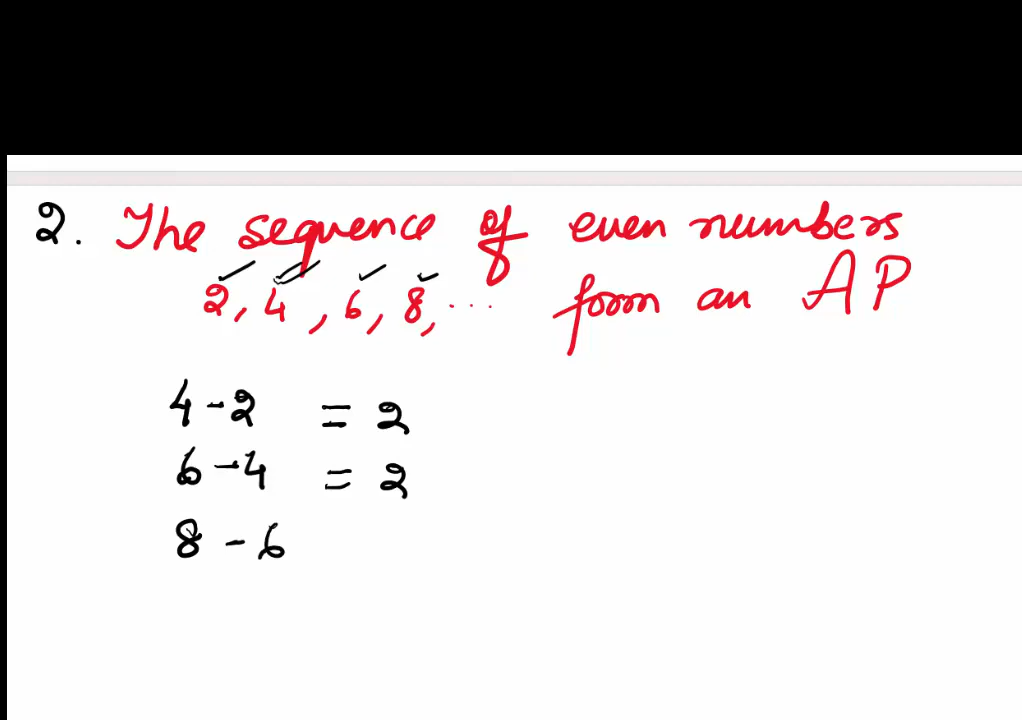 2. The sequence of even numbers
2, 4, 6, 8, ... form an AP
4 - 2 = 2
6 - 4 = 2
8 - 6